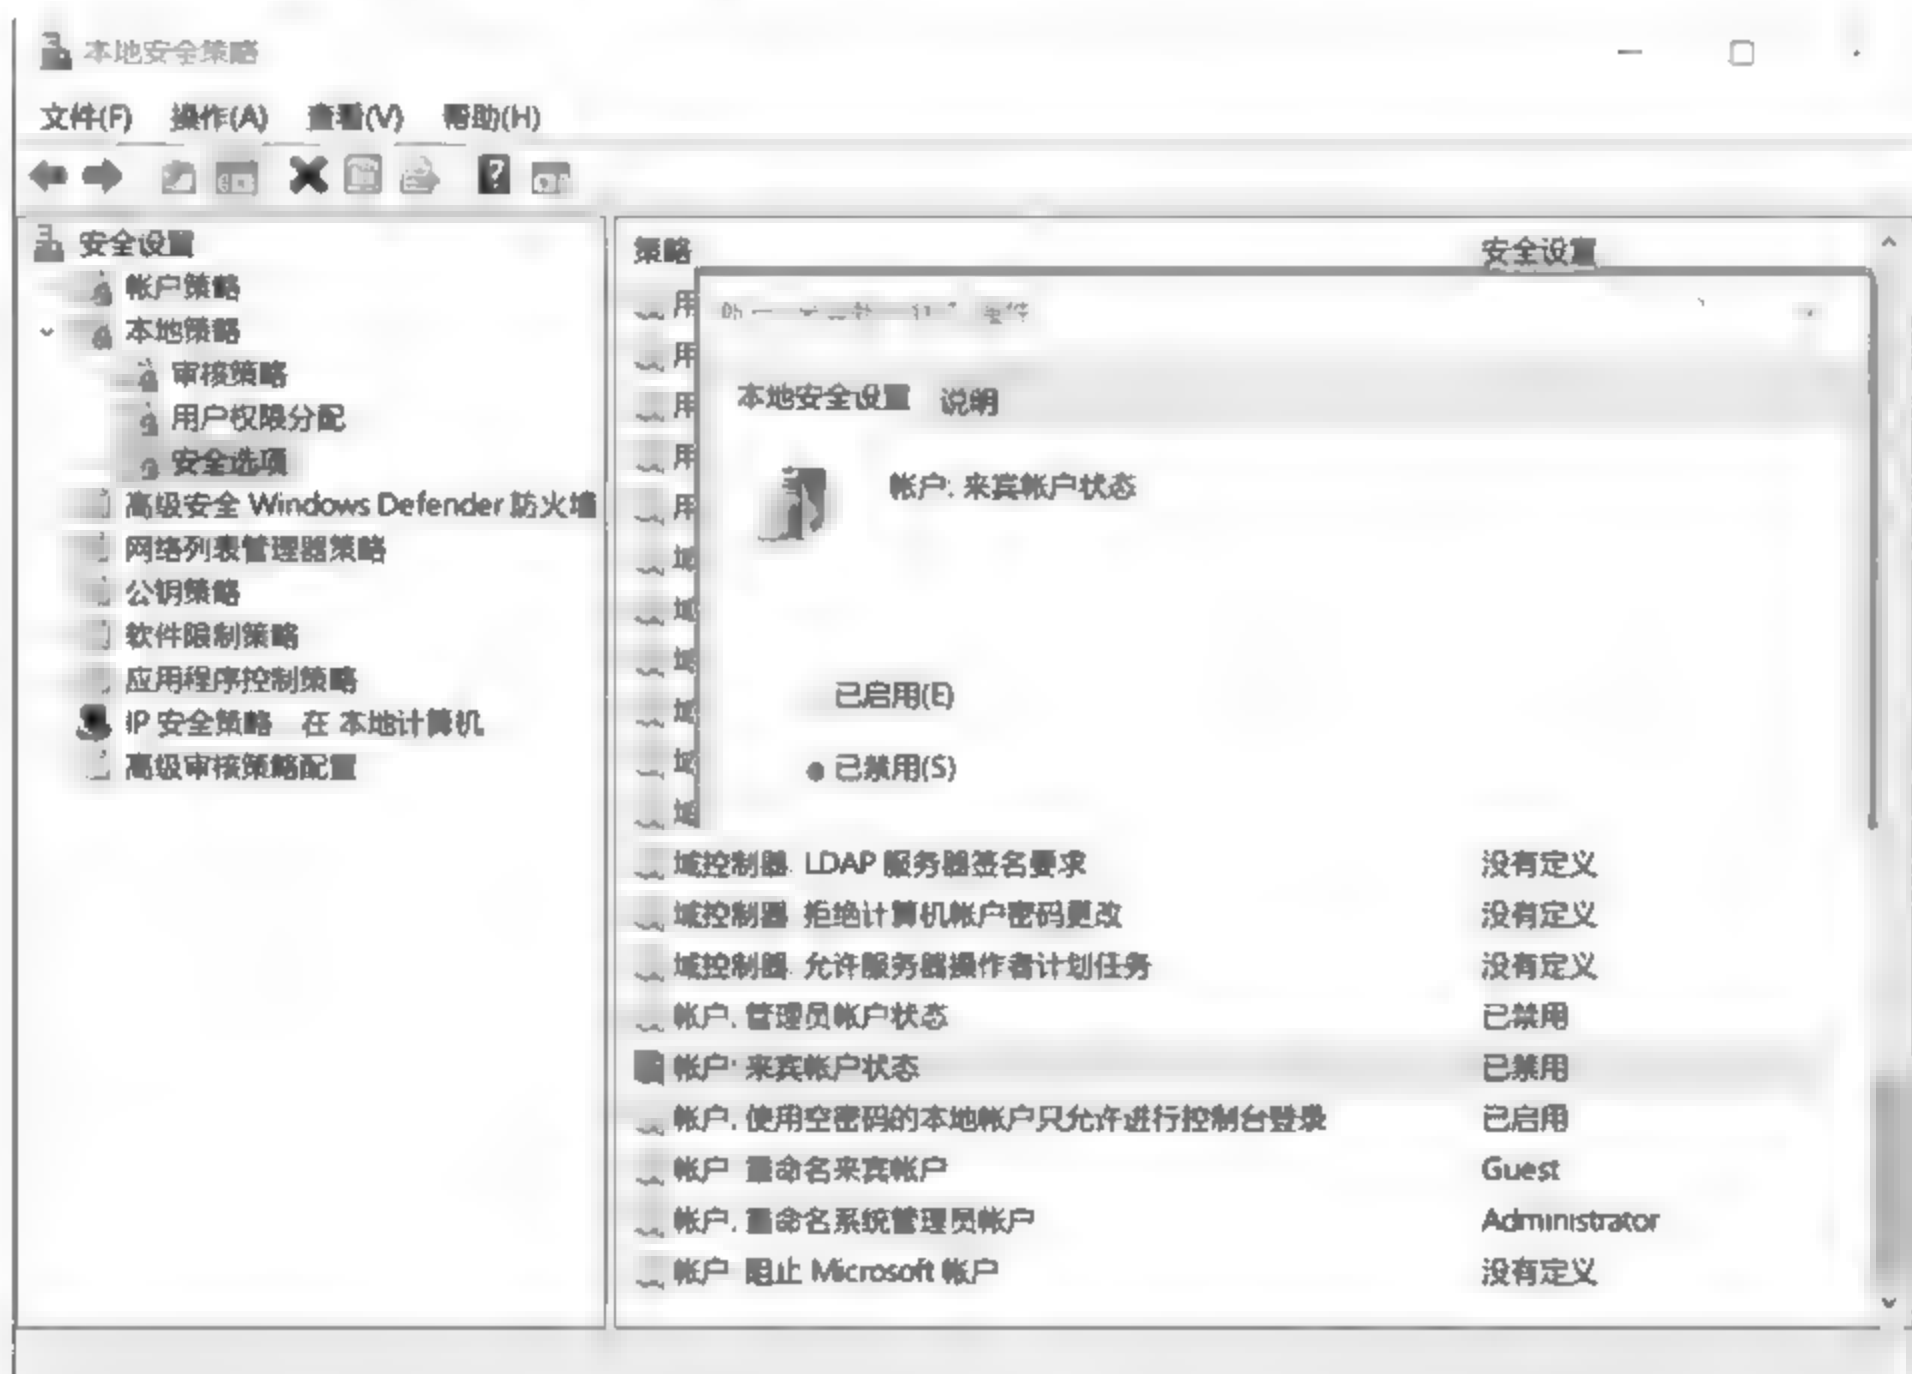 本地安全策略
文件(F) 操作(A) 查看(V) 帮助(H)
安全设置
帐户策略
本地策略
审核策略
用户权限分配
安全选项
高级安全 Windows Defender 防火墙
网络列表管理器策略
公钥策略
软件限制策略
应用程序控制策略
IP 安全策略 在 本地计算机
高级审核策略配置
策略 安全设置
用
用
用
用
用
域
域
域
域
域
域
属性
本地安全设置 说明
帐户: 来宾帐户状态
已启用(E)
已禁用(S)
域控制器: LDAP 服务器签名要求 没有定义
域控制器: 拒绝计算机帐户密码更改 没有定义
域控制器: 允许服务器操作者计划任务 没有定义
帐户: 管理员帐户状态 已禁用
帐户: 来宾帐户状态 已禁用
帐户: 使用空密码的本地帐户只允许进行控制台登录 已启用
帐户: 重命名来宾帐户 Guest
帐户: 重命名系统管理员帐户 Administrator
帐户: 阻止 Microsoft 帐户 没有定义